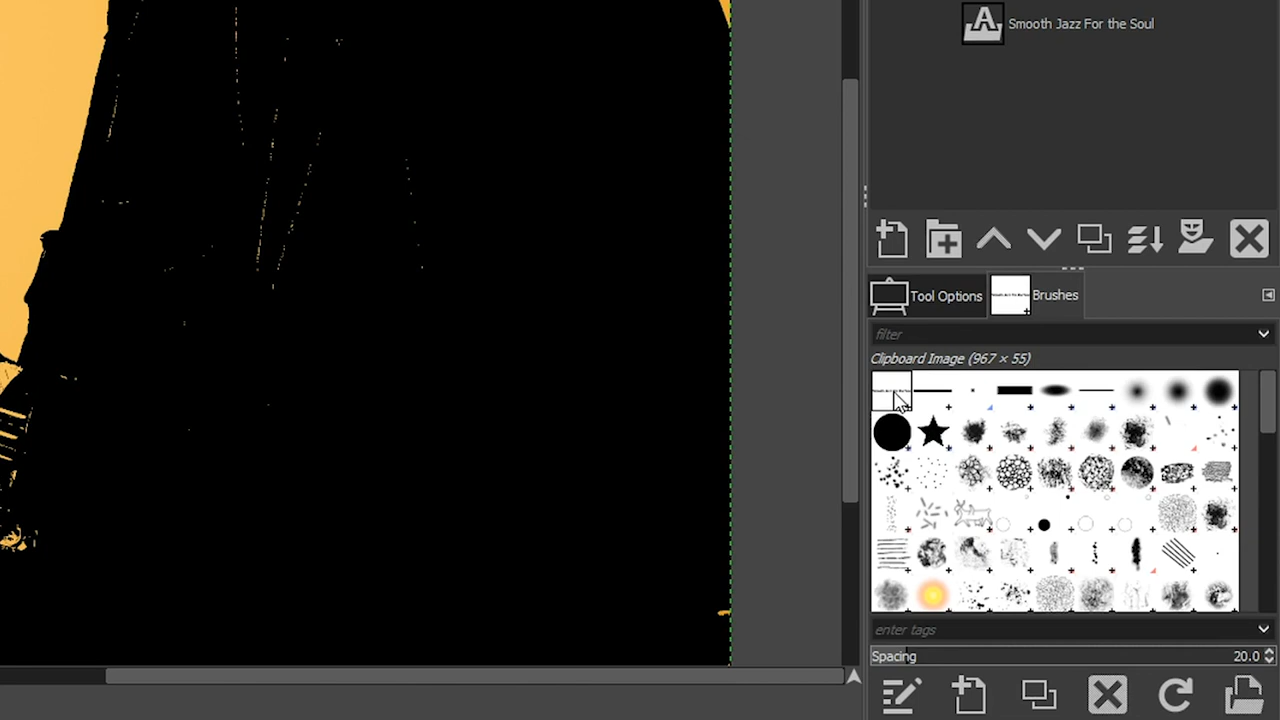 Smooth Jazz For the Soul
Tool Options
Brushes
filter
Clipboard Image (967 × 55)
enter tags
Spacing
20.0